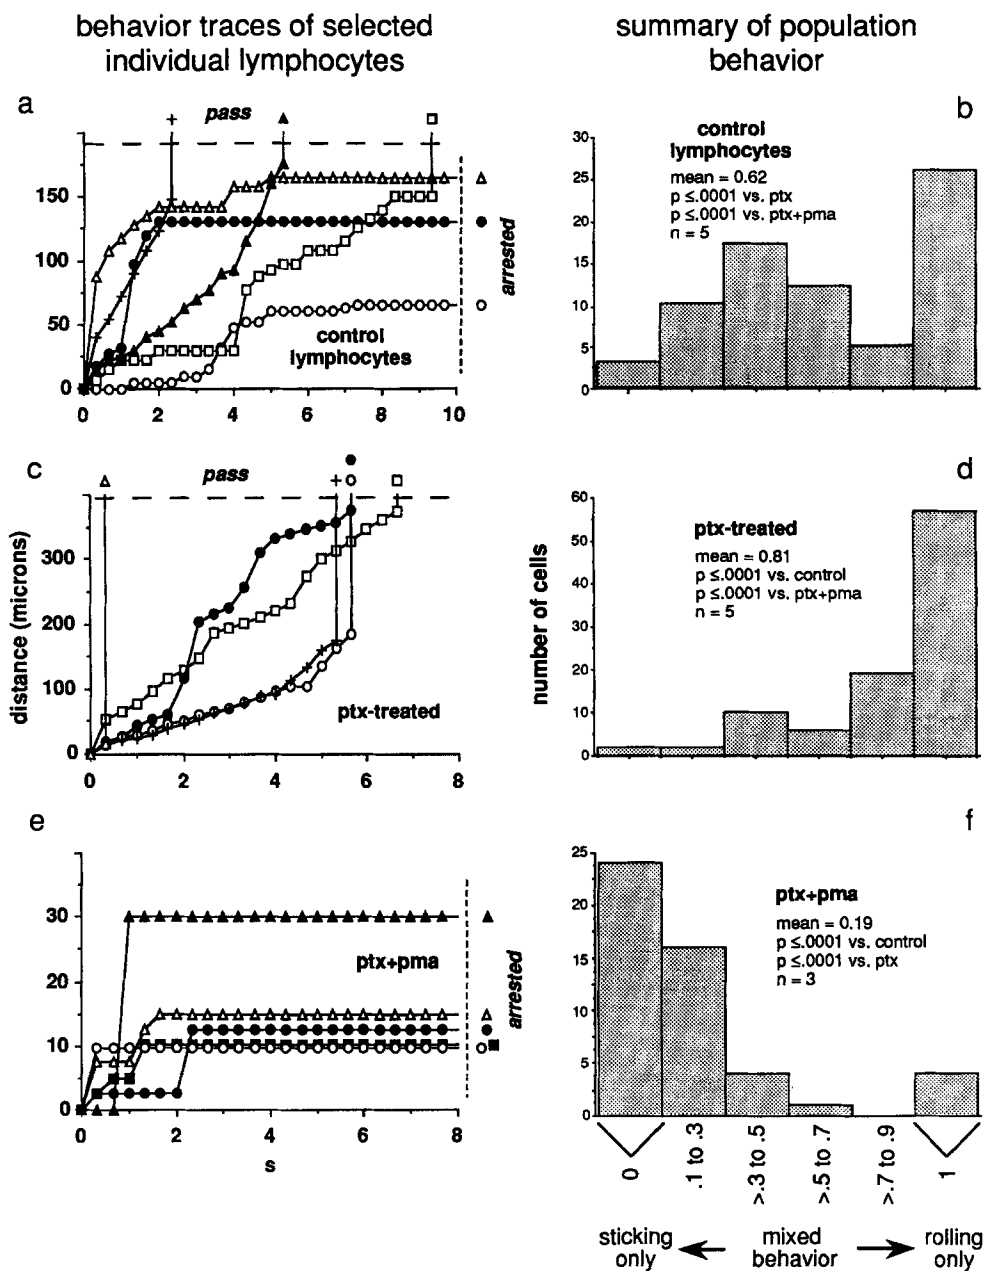 behavior traces of selected
individual lymphocytes
summary of population
behavior
a
pass
150
100
50
0
0 2 4 6 8 10
control
lymphocytes
arrested
b
control
lymphocytes
mean = 0.62
p ≤.0001 vs. ptx
p ≤.0001 vs. ptx+pma
n = 5
30
25
20
15
10
5
0
c
pass
distance (microns)
300
200
100
0
0 2 4 6 8
ptx-treated
d
number of cells
ptx-treated
mean = 0.81
p ≤.0001 vs. control
p ≤.0001 vs. ptx+pma
n = 5
60
50
40
30
20
10
0
e
30
20
10
0
0 2 4 6 8
s
ptx+pma
arrested
f
ptx+pma
mean = 0.19
p ≤.0001 vs. control
p ≤.0001 vs. ptx
n = 3
25
20
15
10
5
0
0
.1 to .3
>.3 to .5
>.5 to .7
>.7 to .9
1
sticking
only
mixed
behavior
rolling
only